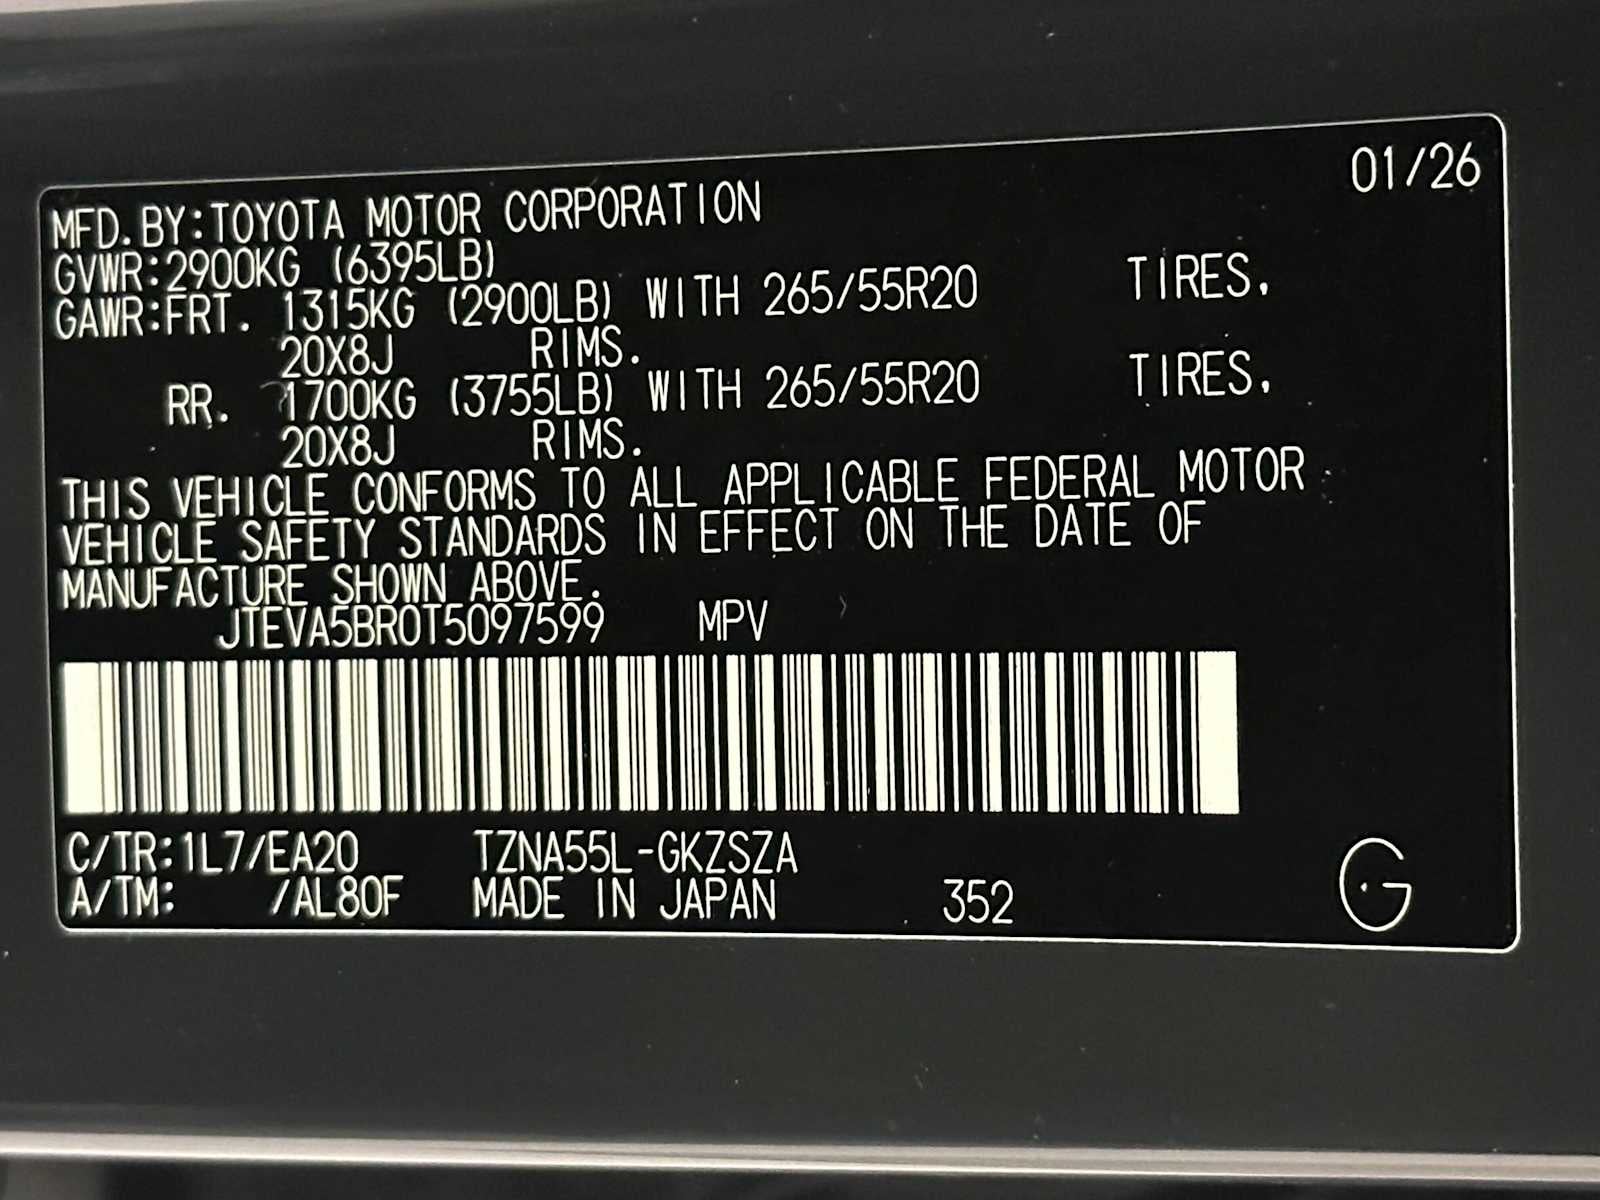 01/26
MFD.BY:TOYOTA MOTOR CORPORATION
GVWR:2900KG (6395LB)
GAWR:FRT. 1315KG (2900LB) WITH 265/55R20 TIRES.
20X8J RIMS.
RR. 1700KG (3755LB) WITH 265/55R20 TIRES.
20X8J RIMS.
THIS VEHICLE CONFORMS TO ALL APPLICABLE FEDERAL MOTOR
VEHICLE SAFETY STANDARDS IN EFFECT ON THE DATE OF
MANUFACTURE SHOWN ABOVE.
JTEVA5BR0T5097599 MPV
C/TR:1L7/EA20 TZNA55L-GKZSZA
A/TM: /AL80F MADE IN JAPAN 352
G